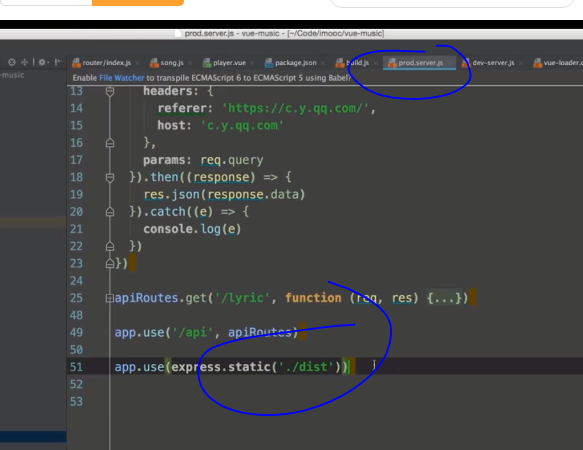 prod.server.js - vue-music - [~/Code/imooc/vue-music]
router/index.js song.js player.vue package.json build.js prod.server.js dev-server.js
-music
Enable File Watcher to transpile ECMAScript 6 to ECMAScript 5 using Babel?
13 headers: {
14 referer: 'https://c.y.qq.com/',
15 host: 'c.y.qq.com'
16 },
17 params: req.query
18 }).then((response) => {
19 res.json(response.data)
20 }).catch((e) => {
21 console.log(e)
22 })
23 })
24
25 apiRoutes.get('/lyric', function (req, res) {...})
48
49 app.use('/api', apiRoutes)
50
51 app.use(express.static('./dist'))
52
53